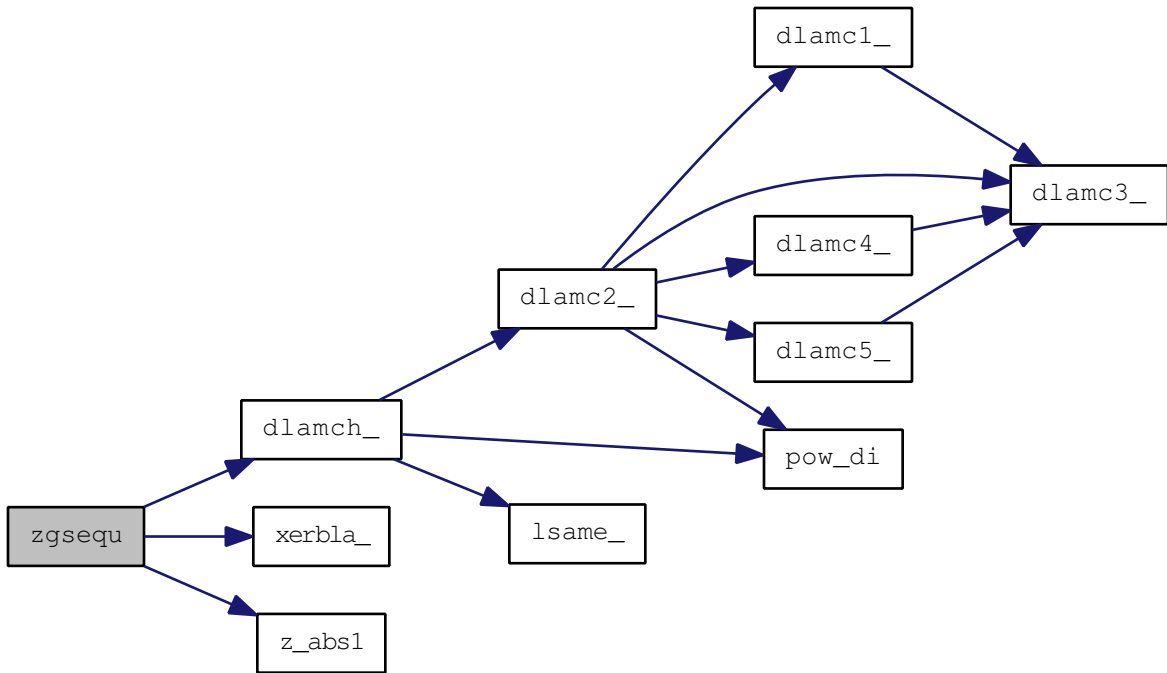 dlamc1_
dlamc3_
dlamc4_
dlamc2_
dlamc5_
dlamch_
pow_di
zgsequ
xerbla_
lsame_
z_abs1